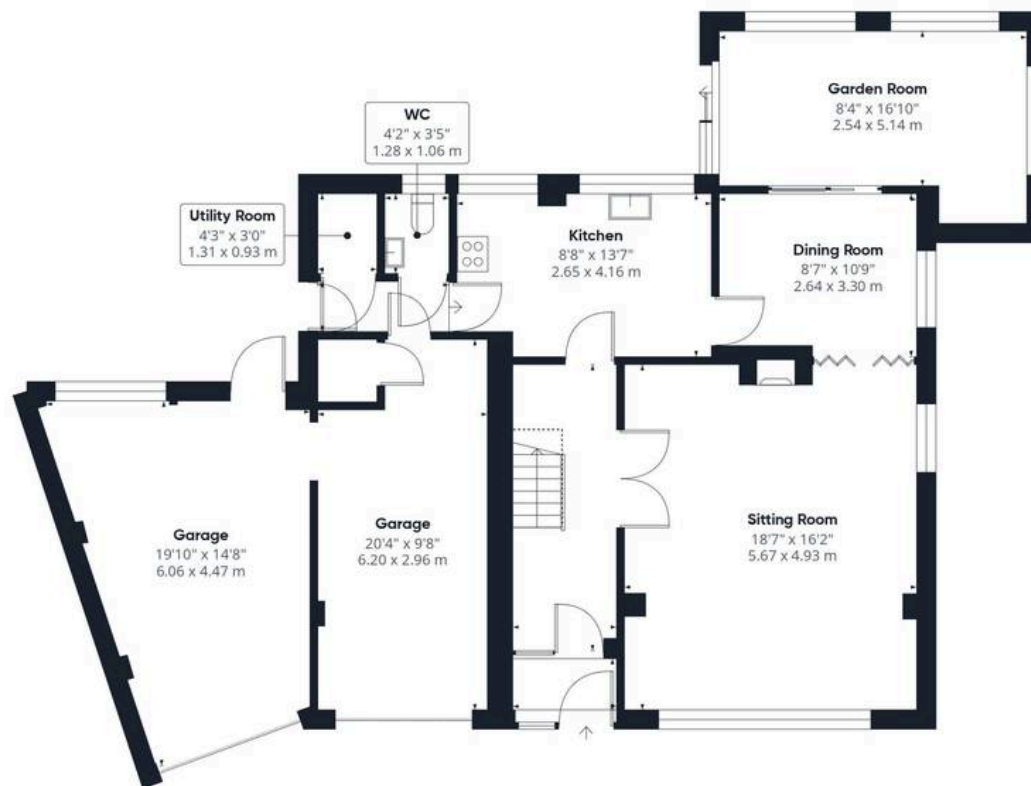 Garden Room
8'4" x 16'10"
2.54 x 5.14 m
WC
4'2" x 3'5"
1.28 x 1.06 m
Utility Room
4'3" x 3'0"
1.31 x 0.93 m
Kitchen
8'8" x 13'7"
2.65 x 4.16 m
Dining Room
8'7" x 10'9"
2.64 x 3.30 m
Garage
19'10" x 14'8"
6.06 x 4.47 m
Garage
20'4" x 9'8"
6.20 x 2.96 m
Sitting Room
18'7" x 16'2"
5.67 x 4.93 m